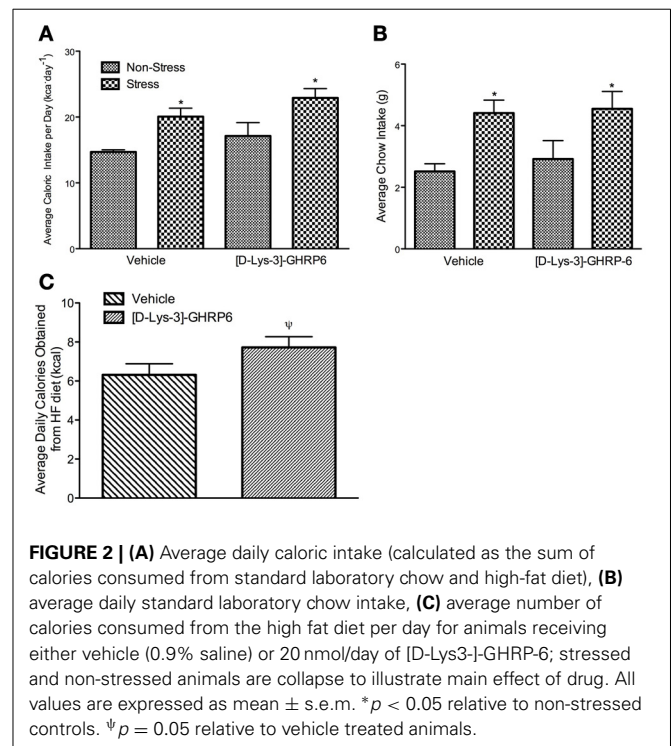 A
Average Caloric Intake per Day (kca·day⁻¹)
30
20
10
0
Non-Stress
Stress
*
*
Vehicle
[D-Lys-3]-GHRP6
B
Average Chow Intake (g)
6
4
2
0
*
*
Vehicle
[D-Lys-3]-GHRP-6
C
Average Daily Calories Obtained
from HF diet (kcal)
10
8
6
4
2
0
Vehicle
[D-Lys-3]-GHRP6
ψ
FIGURE 2 | (A) Average daily caloric intake (calculated as the sum of
calories consumed from standard laboratory chow and high-fat diet), (B)
average daily standard laboratory chow intake, (C) average number of
calories consumed from the high fat diet per day for animals receiving
either vehicle (0.9% saline) or 20 nmol/day of [D-Lys3-]-GHRP-6; stressed
and non-stressed animals are collapse to illustrate main effect of drug. All
values are expressed as mean ± s.e.m. *p < 0.05 relative to non-stressed
controls. ψp = 0.05 relative to vehicle treated animals.